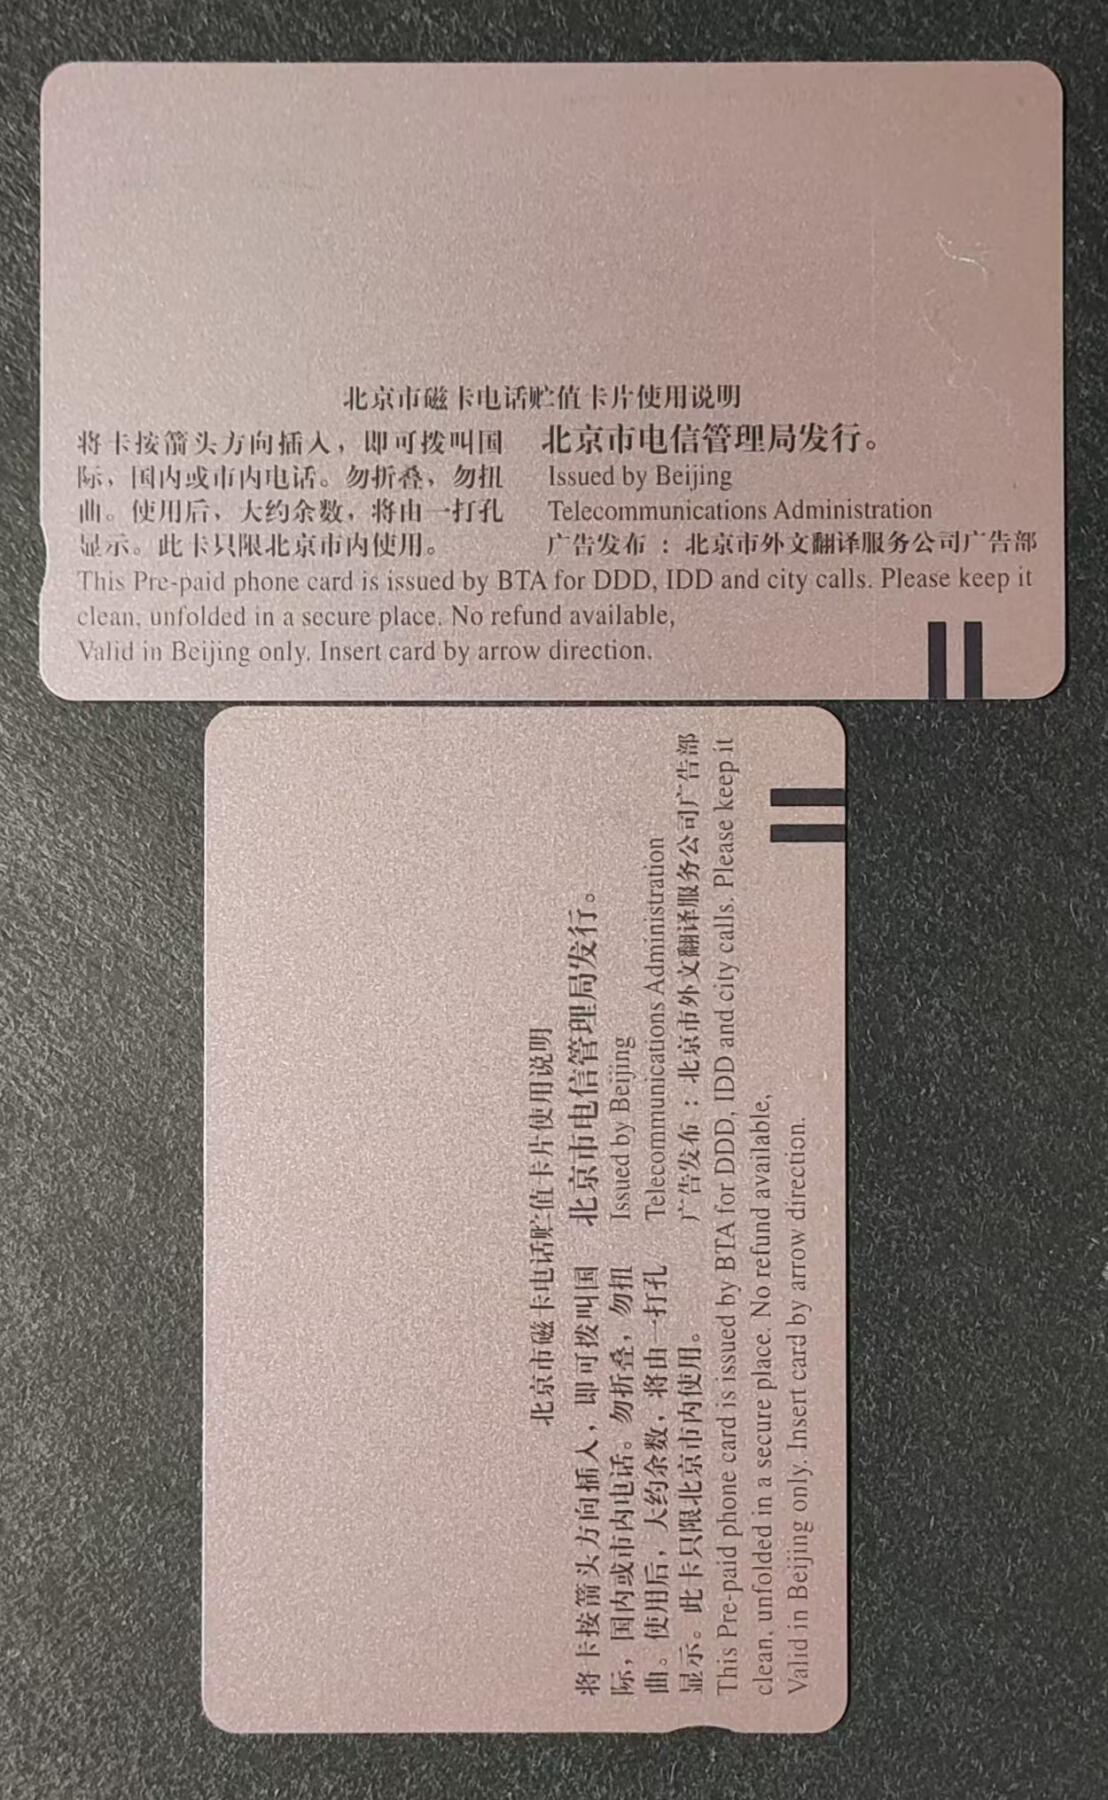 北京市磁卡电话贮值卡片使用说明
将卡按箭头方向插入，即可拨叫国
际，国内或市内电话。勿折叠，勿扭
曲。使用后，大约余数，将由一打孔
显示。此卡只限北京市内使用。
北京市电信管理局发行。
Issued by Beijing
Telecommunications Administration
广告发布：北京市外文翻译服务公司广告部
This Pre-paid phone card is issued by BTA for DDD, IDD and city calls. Please keep it
clean, unfolded in a secure place. No refund available,
Valid in Beijing only. Insert card by arrow direction.
北京市磁卡电话贮值卡片使用说明
将卡按箭头方向插入，即可拨叫国
际，国内或市内电话。勿折叠，勿扭
曲。使用后，大约余数，将由一打孔
显示。此卡只限北京市内使用。
北京市电信管理局发行。
Issued by Beijing
Telecommunications Administration
广告发布：北京市外文翻译服务公司广告部
This Pre-paid phone card is issued by BTA for DDD, IDD and city calls. Please keep it
clean, unfolded in a secure place. No refund available,
Valid in Beijing only. Insert card by arrow direction.